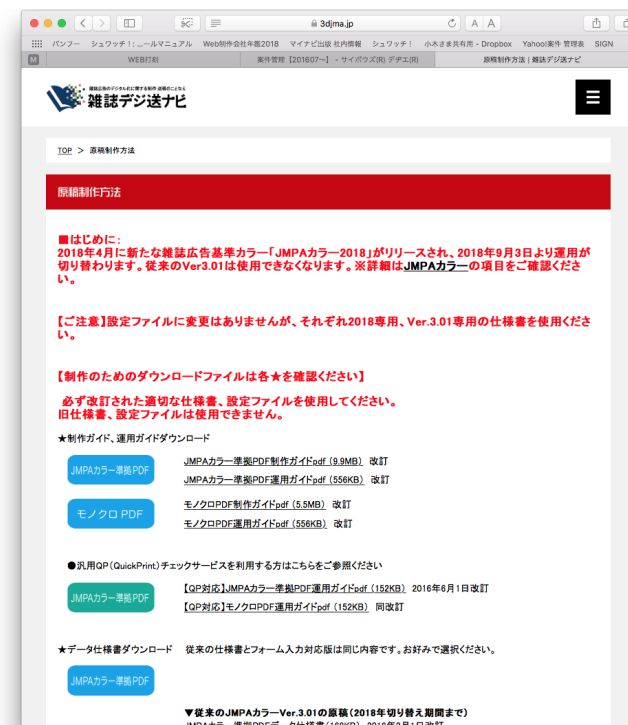 3djma.jp
A A
パンフー シュワッチ!:...ールマニュアル Web制作会社年鑑2018 マイナビ出版 社内情報 シュワッチ! 小木さま共有用 - Dropbox Yahoo!案件 管理表 SIGN
M WEB打刻 案件管理【201607〜】 - サイボウズ(R) デヂエ(R) 原稿制作方法 | 雑誌デジ送ナビ
雑誌広告のデジタル化に関する制作・送稿のことなら
雑誌デジ送ナビ
TOP > 原稿制作方法
原稿制作方法
■はじめに:
2018年4月に新たな雑誌広告基準カラー「JMPAカラー2018」がリリースされ、2018年9月3日より運用が
切り替わります。従来のVer3.01は使用できなくなります。※詳細はJMPAカラーの項目をご確認くださ
い。
【ご注意】設定ファイルに変更はありませんが、それぞれ2018専用、Ver.3.01専用の仕様書を使用くださ
い。
【制作のためのダウンロードファイルは各★を確認ください】
必ず改訂された適切な仕様書、設定ファイルを使用してください。
旧仕様書、設定ファイルは使用できません。
★制作ガイド、運用ガイドダウンロード
JMPAカラー準拠PDF
JMPAカラー準拠PDF制作ガイドpdf (9.9MB) 改訂
JMPAカラー準拠PDF運用ガイドpdf (556KB) 改訂
モノクロ PDF
モノクロPDF制作ガイドpdf (5.5MB) 改訂
モノクロPDF運用ガイドpdf (556KB) 改訂
●汎用QP(QuickPrint)チェックサービスを利用する方はこちらをご参照ください
JMPAカラー準拠PDF
【QP対応】JMPAカラー準拠PDF運用ガイドpdf (152KB) 2016年6月1日改訂
【QP対応】モノクロPDF運用ガイドpdf (152KB) 同改訂
★データ仕様書ダウンロード 従来の仕様書とフォーム入力対応版は同じ内容です。お好みで選択ください。
JMPAカラー準拠PDF
▼従来のJMPAカラーVer.3.01の原稿(2018年切り替え期間まで)